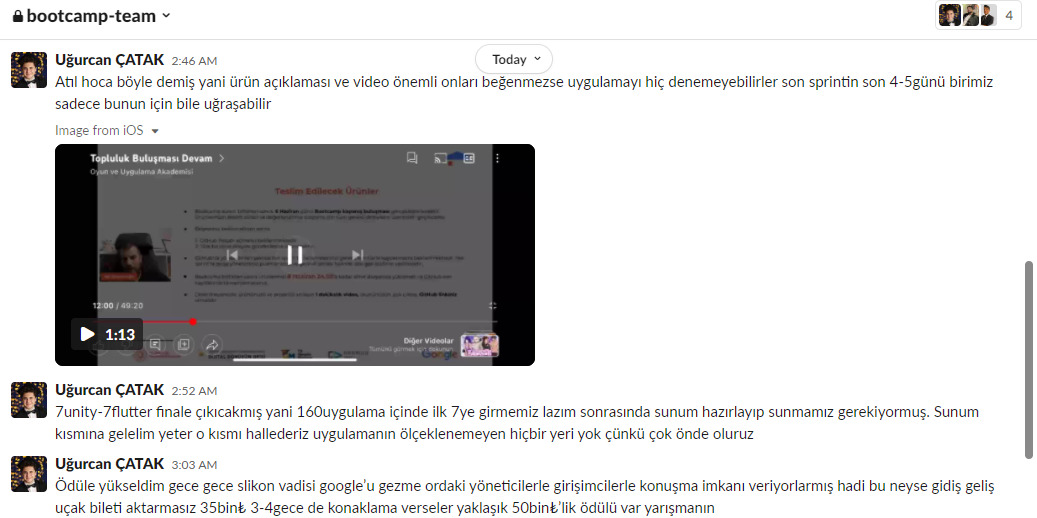 bootcamp-team
4
Today
Uğurcan ÇATAK 2:46 AM
Atıl hoca böyle demiş yani ürün açıklaması ve video önemli onları beğenmezse uygulamayı hiç denemeyebilirler son sprintin son 4-5günü birimiz
sadece bunun için bile uğraşabilir
Image from iOS
Topluluk Buluşması Devam
Oyun ve Uygulama Akademisi
Teslim Edilecek Ürünler
12:00 / 49:20
1:13
Diğer Videolar
Google
Uğurcan ÇATAK 2:52 AM
7unity-7flutter finale çıkıcakmış yani 160uygulama içinde ilk 7ye girmemiz lazım sonrasında sunum hazırlayıp sunmamız gerekiyormuş. Sunum
kısmına gelelim yeter o kısmı hallederiz uygulamanın ölçeklenemeyen hiçbir yeri yok çünkü çok önde oluruz
Uğurcan ÇATAK 3:03 AM
Ödüle yükseldim gece gece slikon vadisi google'u gezme ordaki yöneticilerle girişimcilerle konuşma imkanı veriyorlarmış hadi bu neyse gidiş geliş
uçak bileti aktarmasız 35bin₺ 3-4gece de konaklama verseler yaklaşık 50bin₺'lik ödülü var yarışmanın